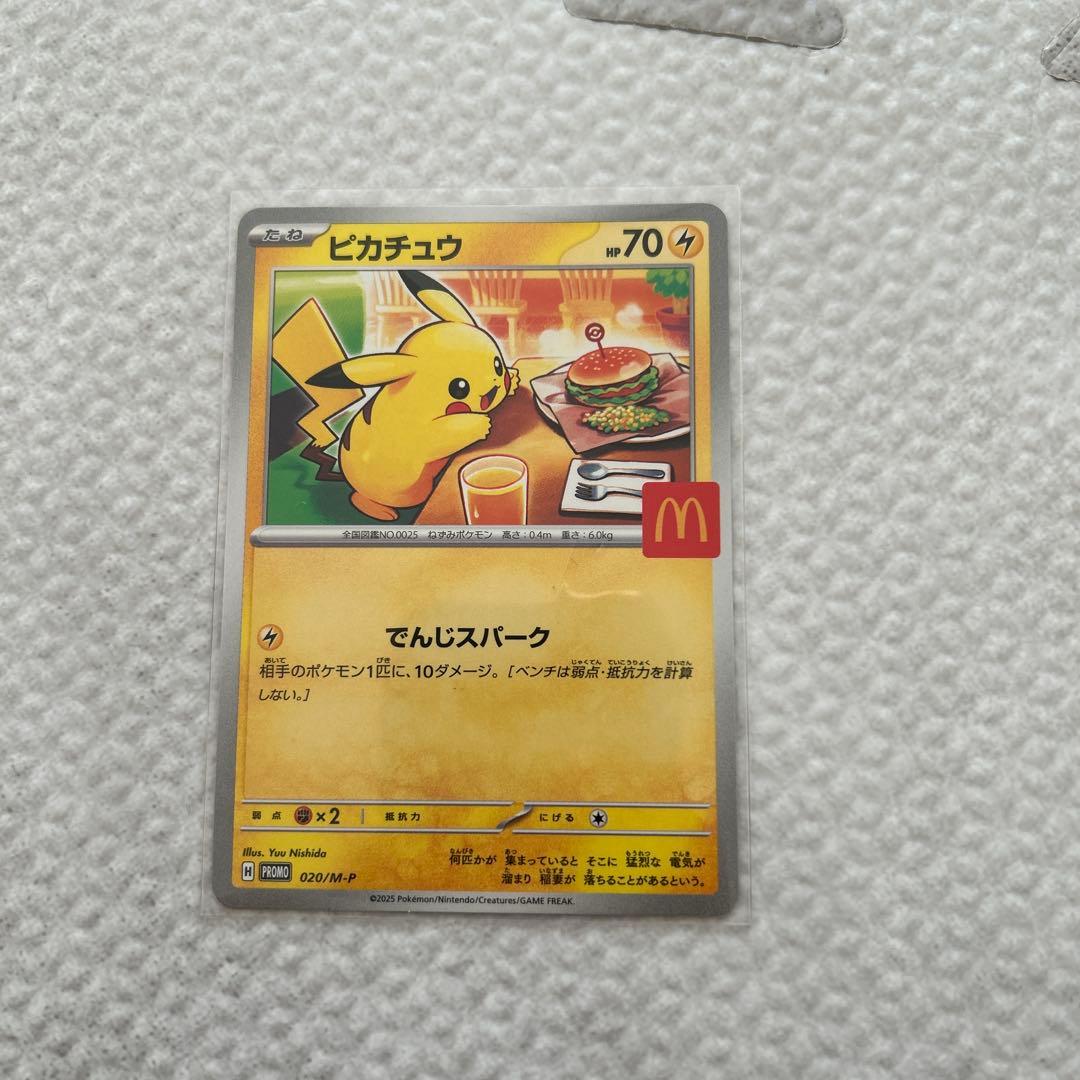 たね
ピカチュウ
HP70
全国図鑑NO.0025 ねずみポケモン 高さ:0.4m 重さ:6.0kg
でんじスパーク
相手のポケモン1匹に、10ダメージ。[ベンチは弱点・抵抗力を計算
しない。]
弱点 ×2 抵抗力 にげる
Illus. Yuu Nishida
H PROMO 020/M-P
何匹かが 集まっていると そこに 猛烈な 電気が
溜まり 稲妻が 落ちることがあるという。
©2025 Pokémon/Nintendo/Creatures/GAME FREAK.